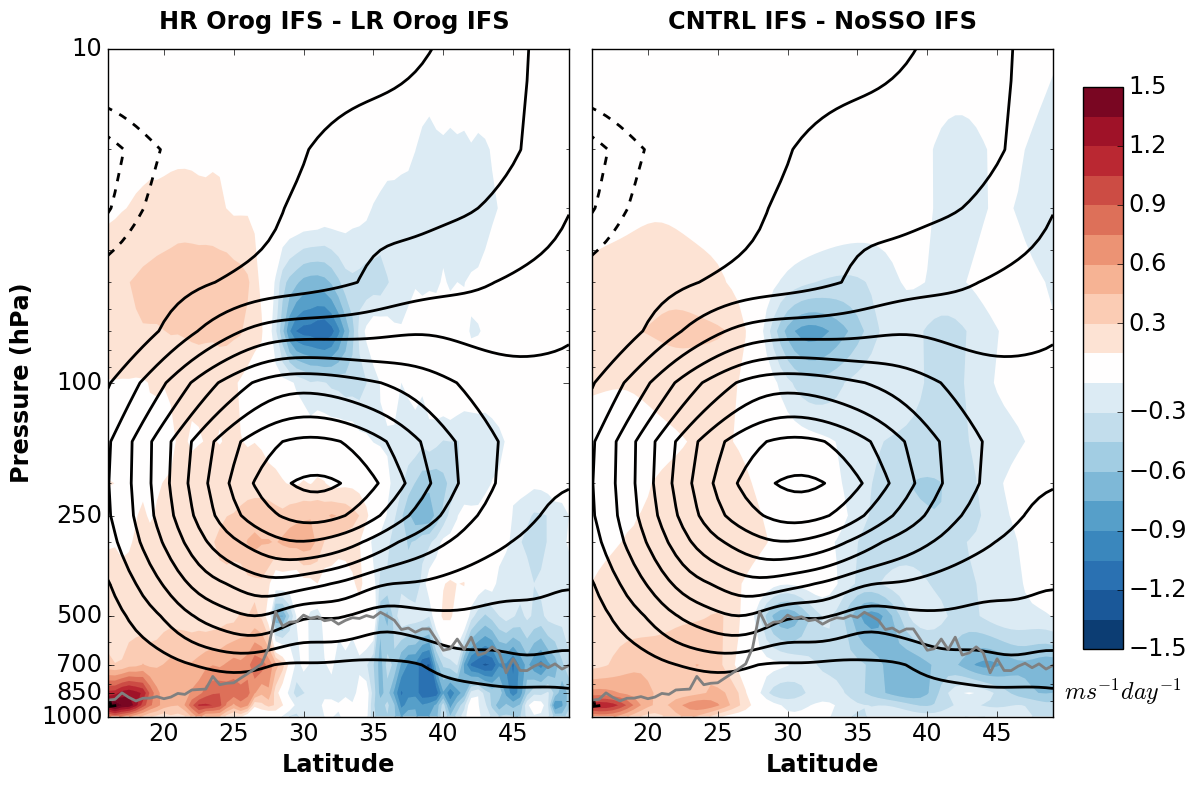 HR Orog IFS - LR Orog IFS
CNTRL IFS - NoSSO IFS
10
100
250
500
700
850
1000
Pressure (hPa)
20 25 30 35 40 45
20 25 30 35 40 45
Latitude
Latitude
1.5
1.2
0.9
0.6
0.3
−0.3
−0.6
−0.9
−1.2
−1.5
ms⁻¹day⁻¹